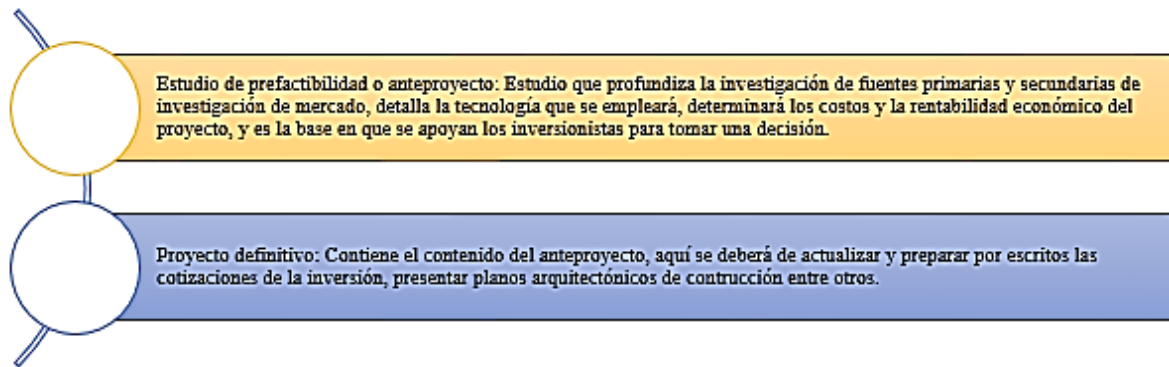 Estudio de prefactibilidad o anteproyecto: Estudio que profundiza la investigación de fuentes primarias y secundarias de
investigación de mercado, detalla la tecnología que se empleará, determinará los costos y la rentabilidad económico del
proyecto, y es la base en que se apoyan los inversionistas para tomar una decisión.
Proyecto definitivo: Contiene el contenido del anteproyecto, aquí se deberá de actualizar y preparar por escritos las
cotizaciones de la inversión, presentar planos arquitectónicos de contrucción entre otros.